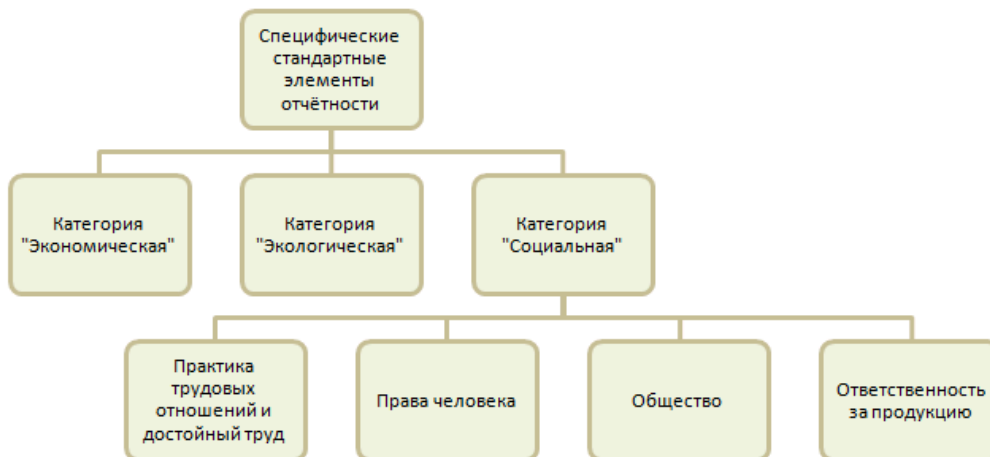 Специфические
стандартные
элементы
отчётности
Категория
"Экономическая"
Категория
"Экологическая"
Категория
"Социальная"
Практика
трудовых
отношений и
достойный труд
Права человека
Общество
Ответственность
за продукцию